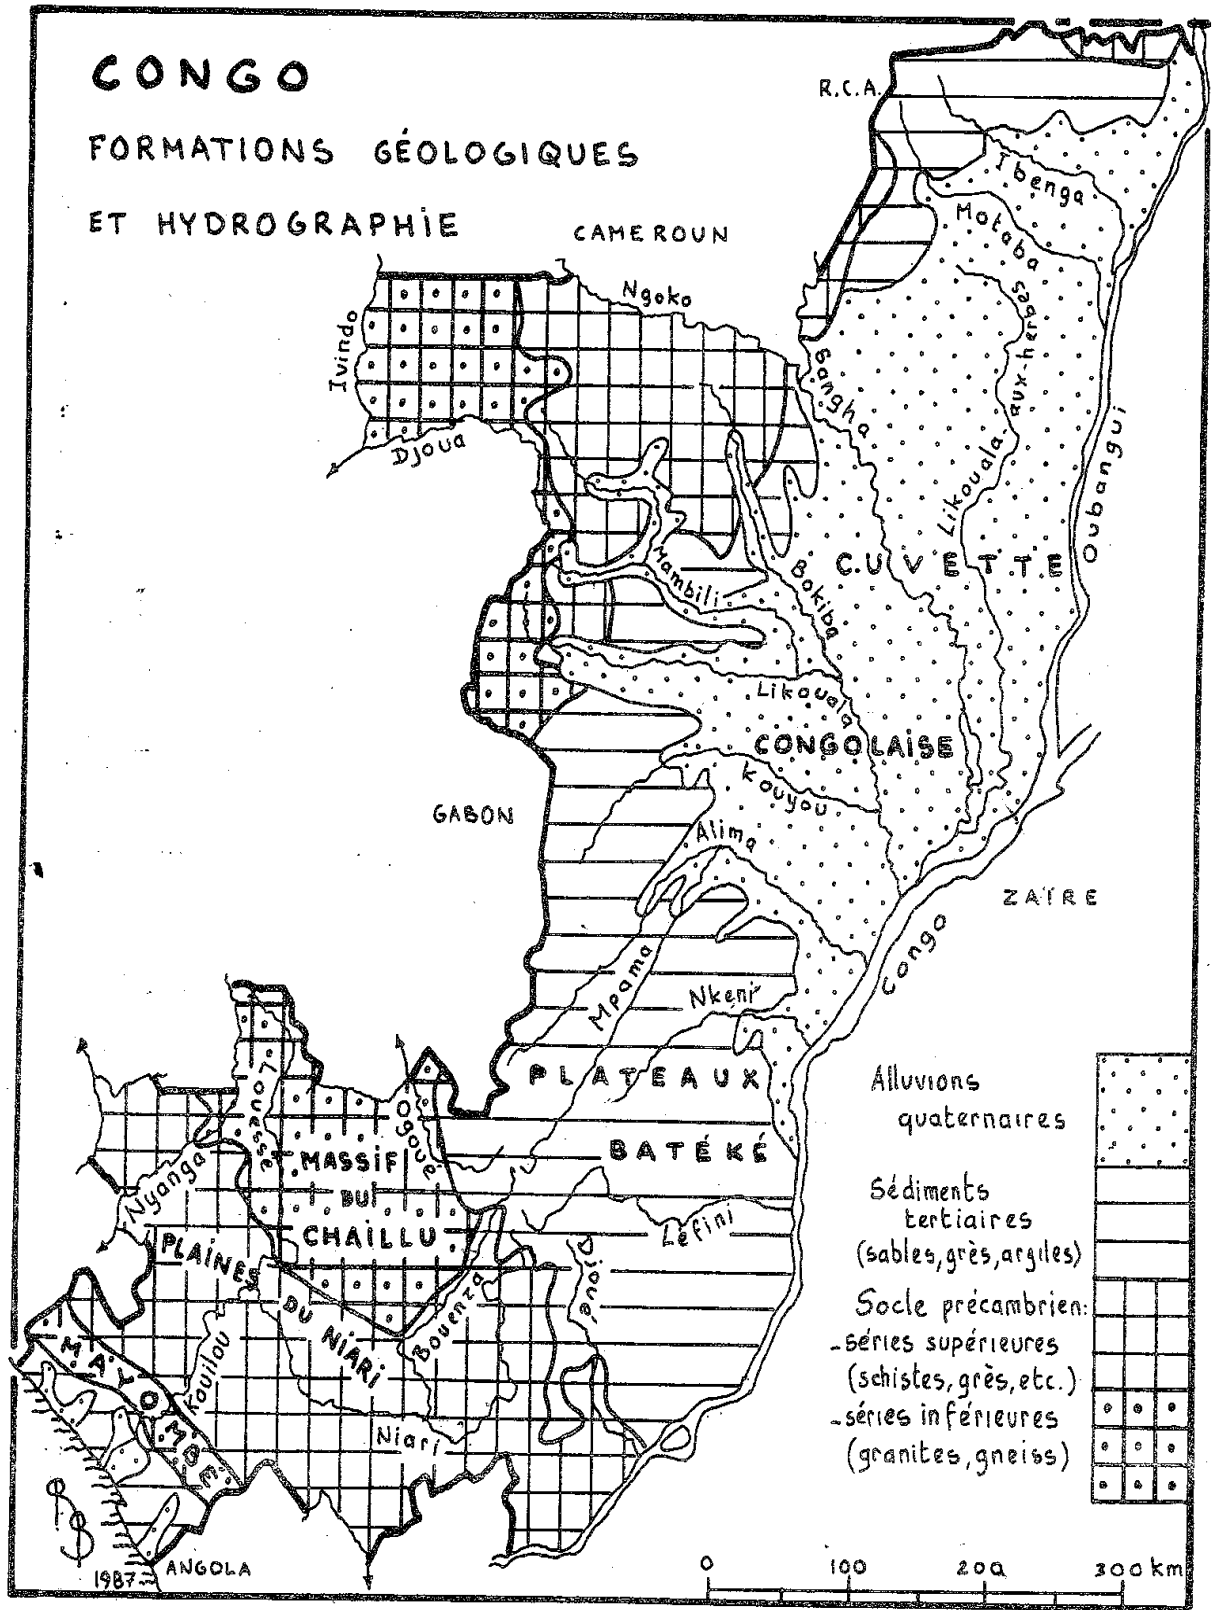 CONGO
FORMATIONS GÉOLOGIQUES
ET HYDROGRAPHIE
R.C.A.
CAMEROUN
Ibenga
Motaba
Ngoko
Ivindo
Djoua
Sangha
Likouala-aux-herbes
Oubangui
CUVETTE
Mambili
Bokiba
Likouala
CONGOLAISE
Kouyou
GABON
Alima
ZAÏRE
Congo
Mpama
Nkeni
PLATEAUX
BATÉKÉ
Louessé
Ogoué
MASSIF
DU
CHAILLU
Nyanga
Léfini
PLAINES
DU NIARI
Djoué
Bouenza
Kouilou
MAYOMBE
Niari
Alluvions
quaternaires
Sédiments
tertiaires
(sables, grès, argiles)
Socle précambrien:
-séries supérieures
(schistes, grès, etc.)
-séries inférieures
(granites, gneiss)
1987
ANGOLA
0 100 200 300 km